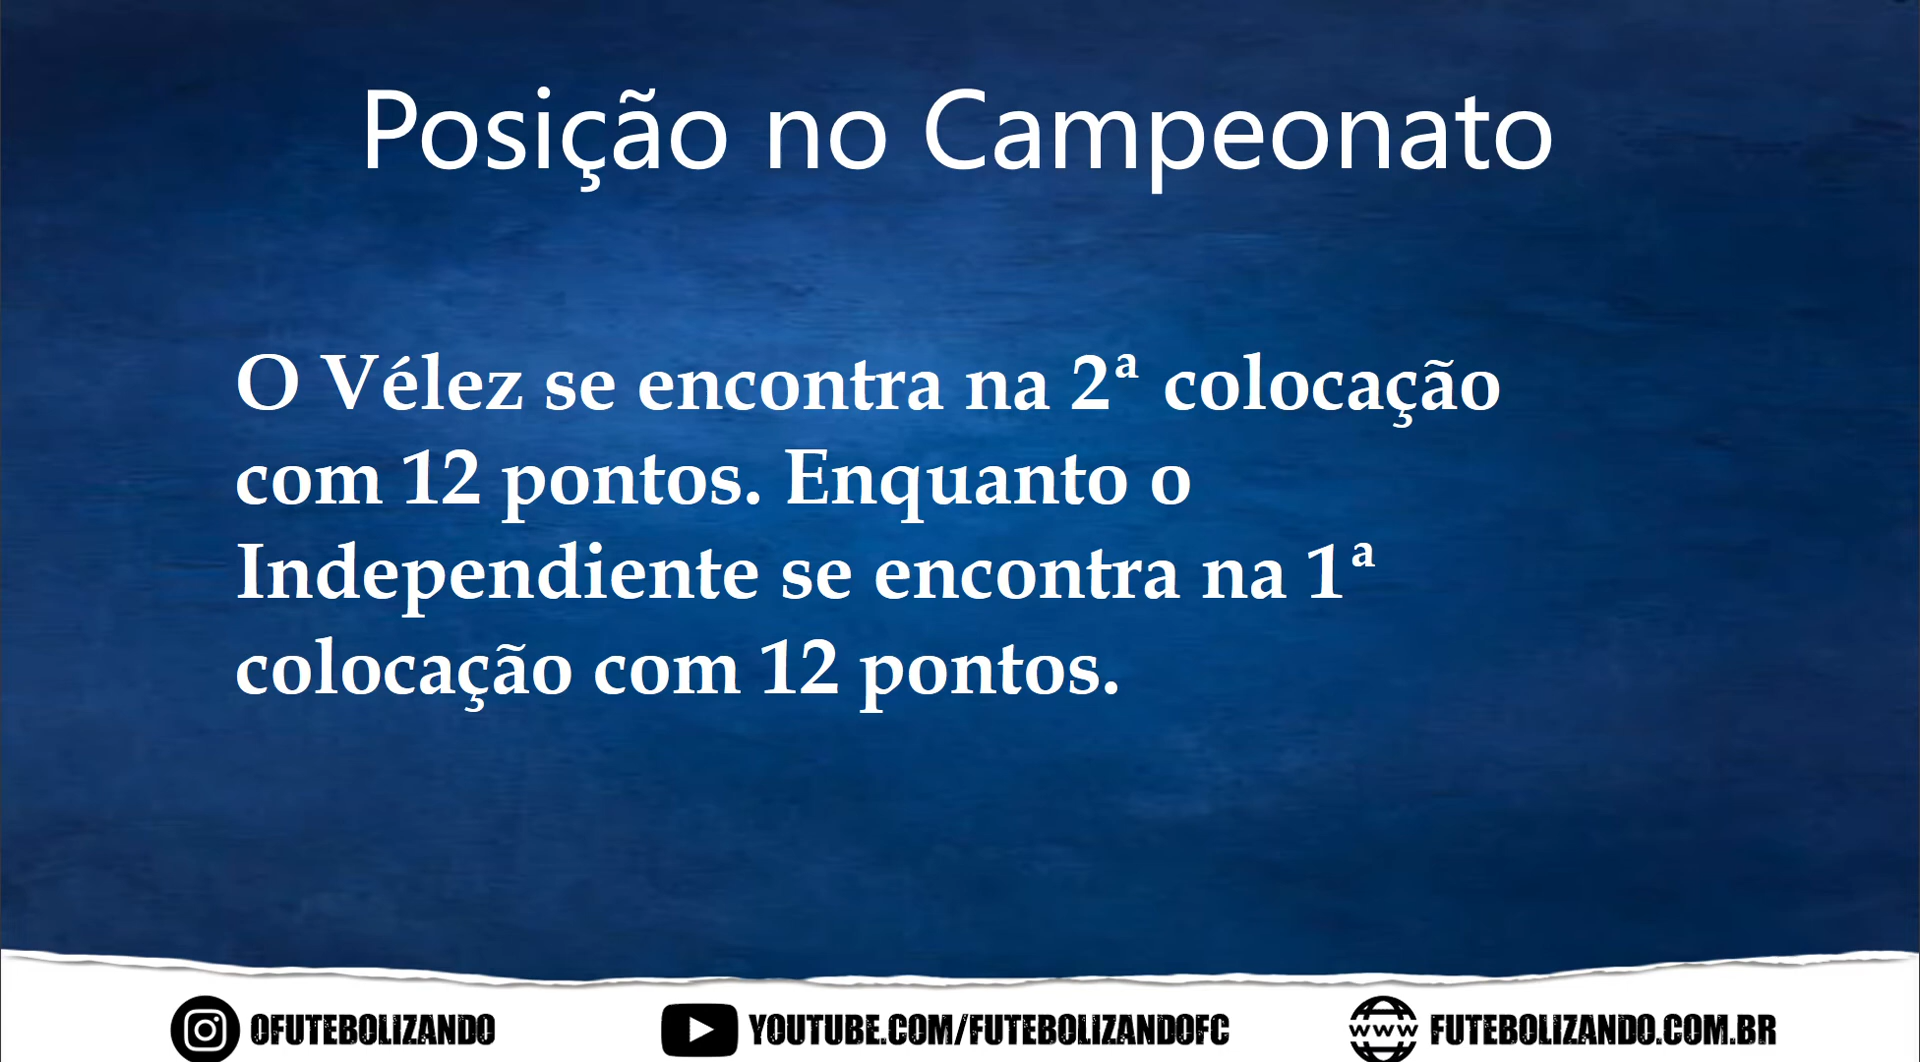 Posição no Campeonato
O Vélez se encontra na 2ª colocação
com 12 pontos. Enquanto o
Independiente se encontra na 1ª
colocação com 12 pontos.
OFUTEBOLIZANDO
YOUTUBE.COM/FUTEBOLIZANDOFC
WWW
FUTEBOLIZANDO.COM.BR